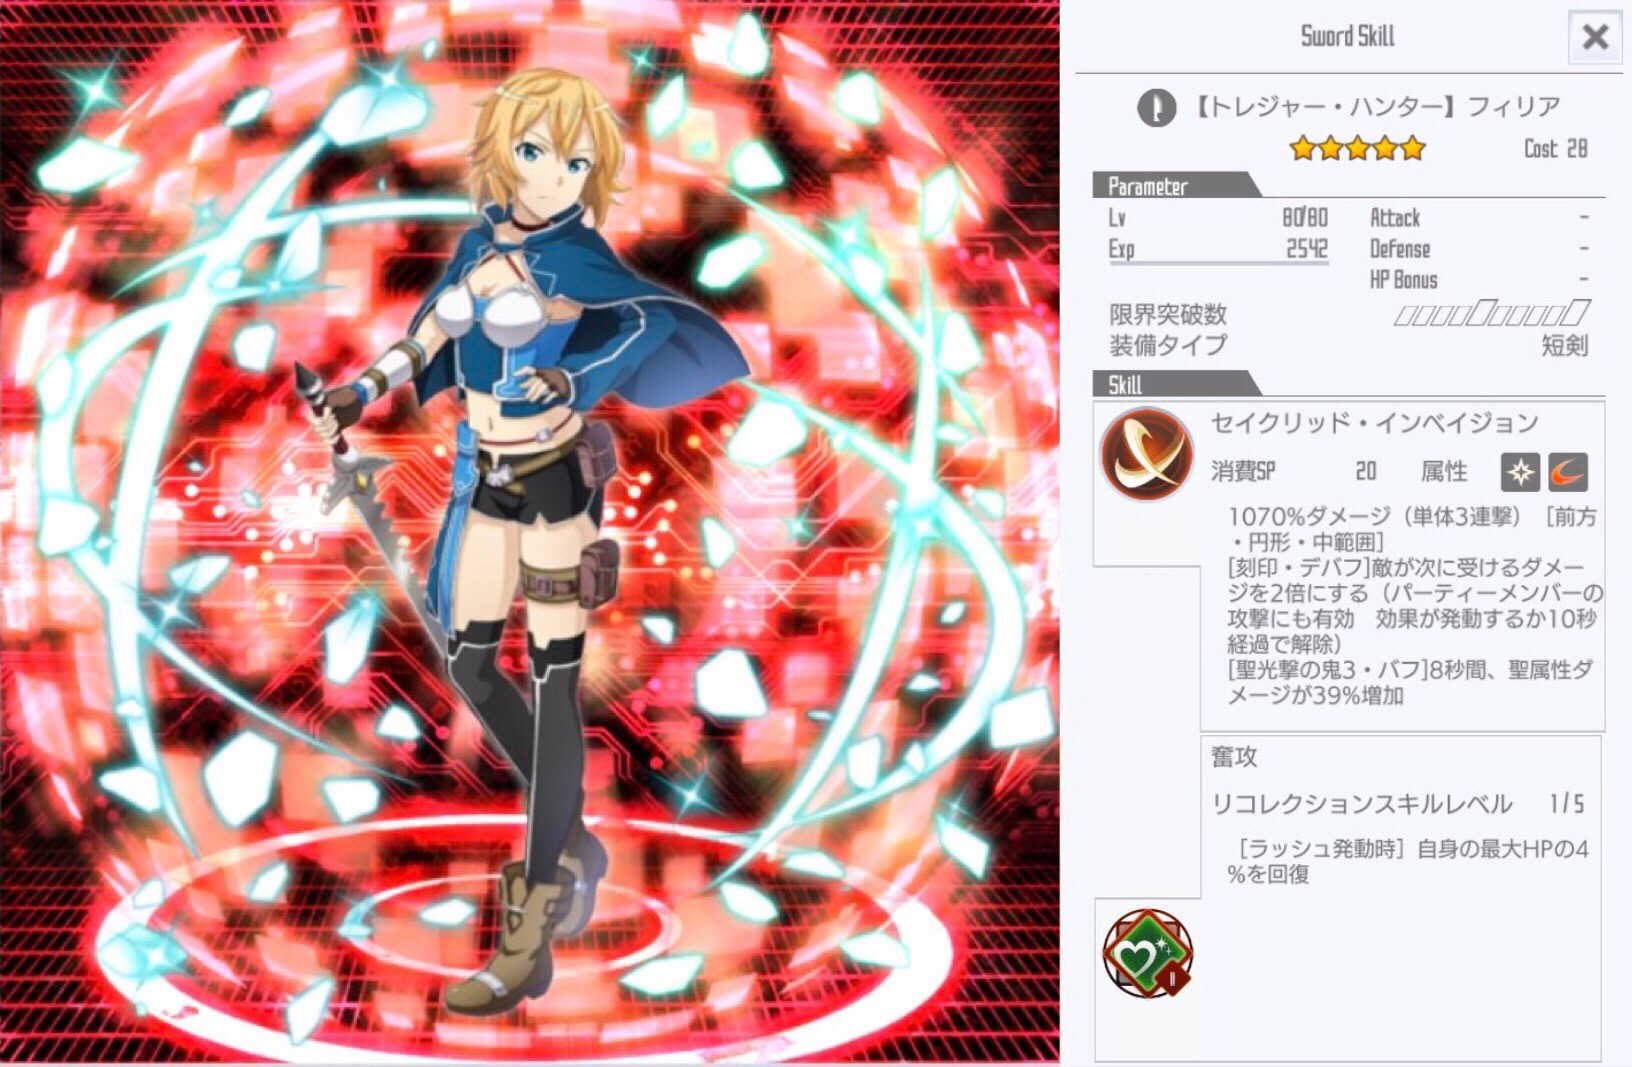 Sword Skill
【トレジャー・ハンター】フィリア
Cost 28
Parameter
Lv 80/80 Attack -
Exp 2542 Defense -
HP Bonus -
限界突破数
装備タイプ 短剣
Skill
セイクリッド・インベイジョン
消費SP 20 属性
1070%ダメージ（単体3連撃）［前方
・円形・中範囲］
[刻印・デバフ]敵が次に受けるダメー
ジを2倍にする（パーティーメンバーの
攻撃にも有効　効果が発動するか10秒
経過で解除）
[聖光撃の鬼3・バフ]8秒間、聖属性ダ
メージが39%増加
奮攻
リコレクションスキルレベル 1/5
［ラッシュ発動時］自身の最大HPの4
%を回復